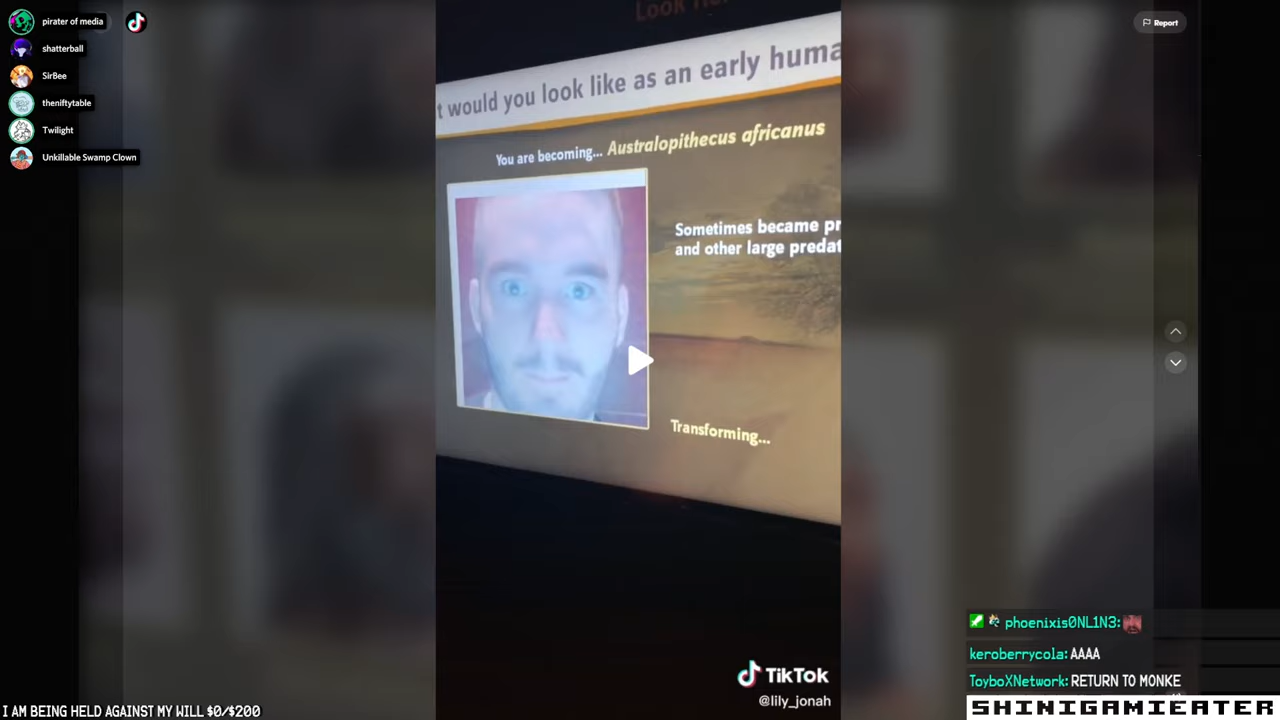 pirater of media
shatterball
SirBee
theniftytable
Twilight
Unkillable Swamp Clown
Report
Look
t would you look like as an early huma
You are becoming... Australopithecus africanus
Sometimes became pr
and other large predat
Transforming...
TikTok
@lily_jonah
phoenixis0NL1N3:
keroberrycola: AAAA
ToyboXNetwork: RETURN TO MONKE
SHINIGAMIEATER
I AM BEING HELD AGAINST MY WILL $0/$200